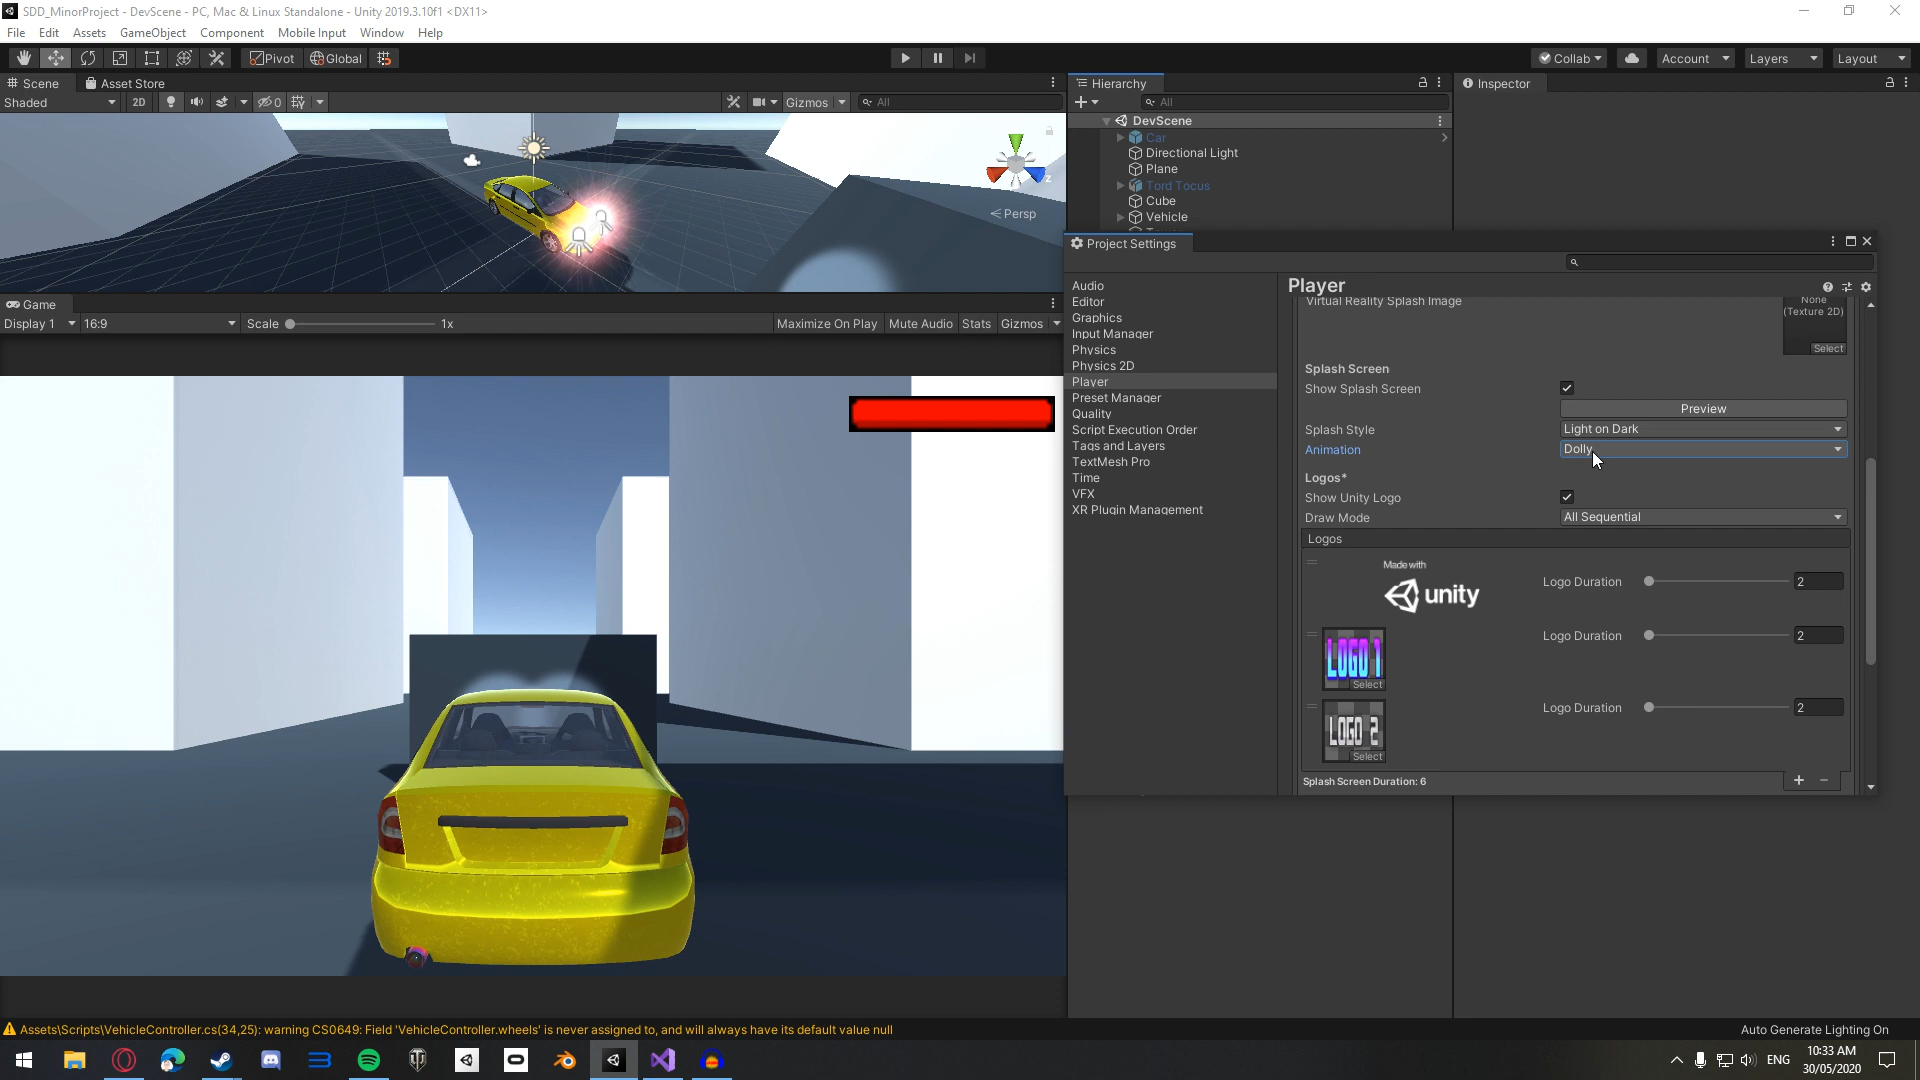 SDD_MinorProject - DevScene - PC, Mac & Linux Standalone - Unity 2019.3.10f1 <DX11>
File Edit Assets GameObject Component Mobile Input Window Help
Pivot Global Collab Account Layers Layout
Scene Asset Store
Shaded 2D 0 Gizmos All
Persp
z
Game
Display 1 16:9 Scale 1x Maximize On Play Mute Audio Stats Gizmos
Hierarchy
All
DevScene
Car
Directional Light
Plane
Tord Tocus
Cube
Vehicle
Inspector
Project Settings
Audio
Editor
Graphics
Input Manager
Physics
Physics 2D
Player
Preset Manager
Quality
Script Execution Order
Tags and Layers
TextMesh Pro
Time
VFX
XR Plugin Management
Player
Virtual Reality Splash Image
None
(Texture 2D)
Select
Splash Screen
Show Splash Screen
Preview
Splash Style Light on Dark
Animation Dolly
Logos*
Show Unity Logo
Draw Mode All Sequential
Logos
Made with
unity
Logo Duration 2
LOGO 1
Select
Logo Duration 2
LOGO 2
Select
Logo Duration 2
Splash Screen Duration: 6
Assets\Scripts\VehicleController.cs(34,25): warning CS0649: Field 'VehicleController.wheels' is never assigned to, and will always have its default value null
Auto Generate Lighting On
ENG
10:33 AM
30/05/2020